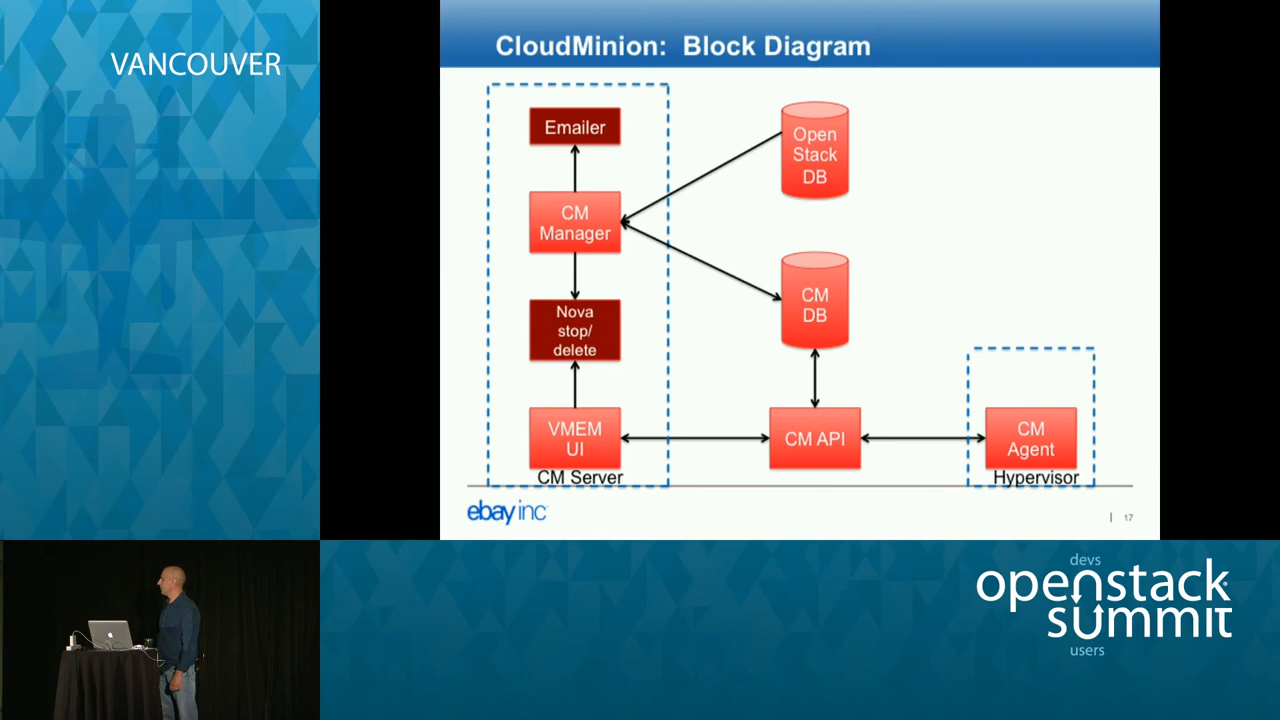 VANCOUVER
CloudMinion: Block Diagram
Emailer
Open
Stack
DB
CM
Manager
CM
DB
Nova
stop/
delete
VMEM
UI
CM API
CM
Agent
CM Server
Hypervisor
ebay inc
17
devs
openstack
summit
users